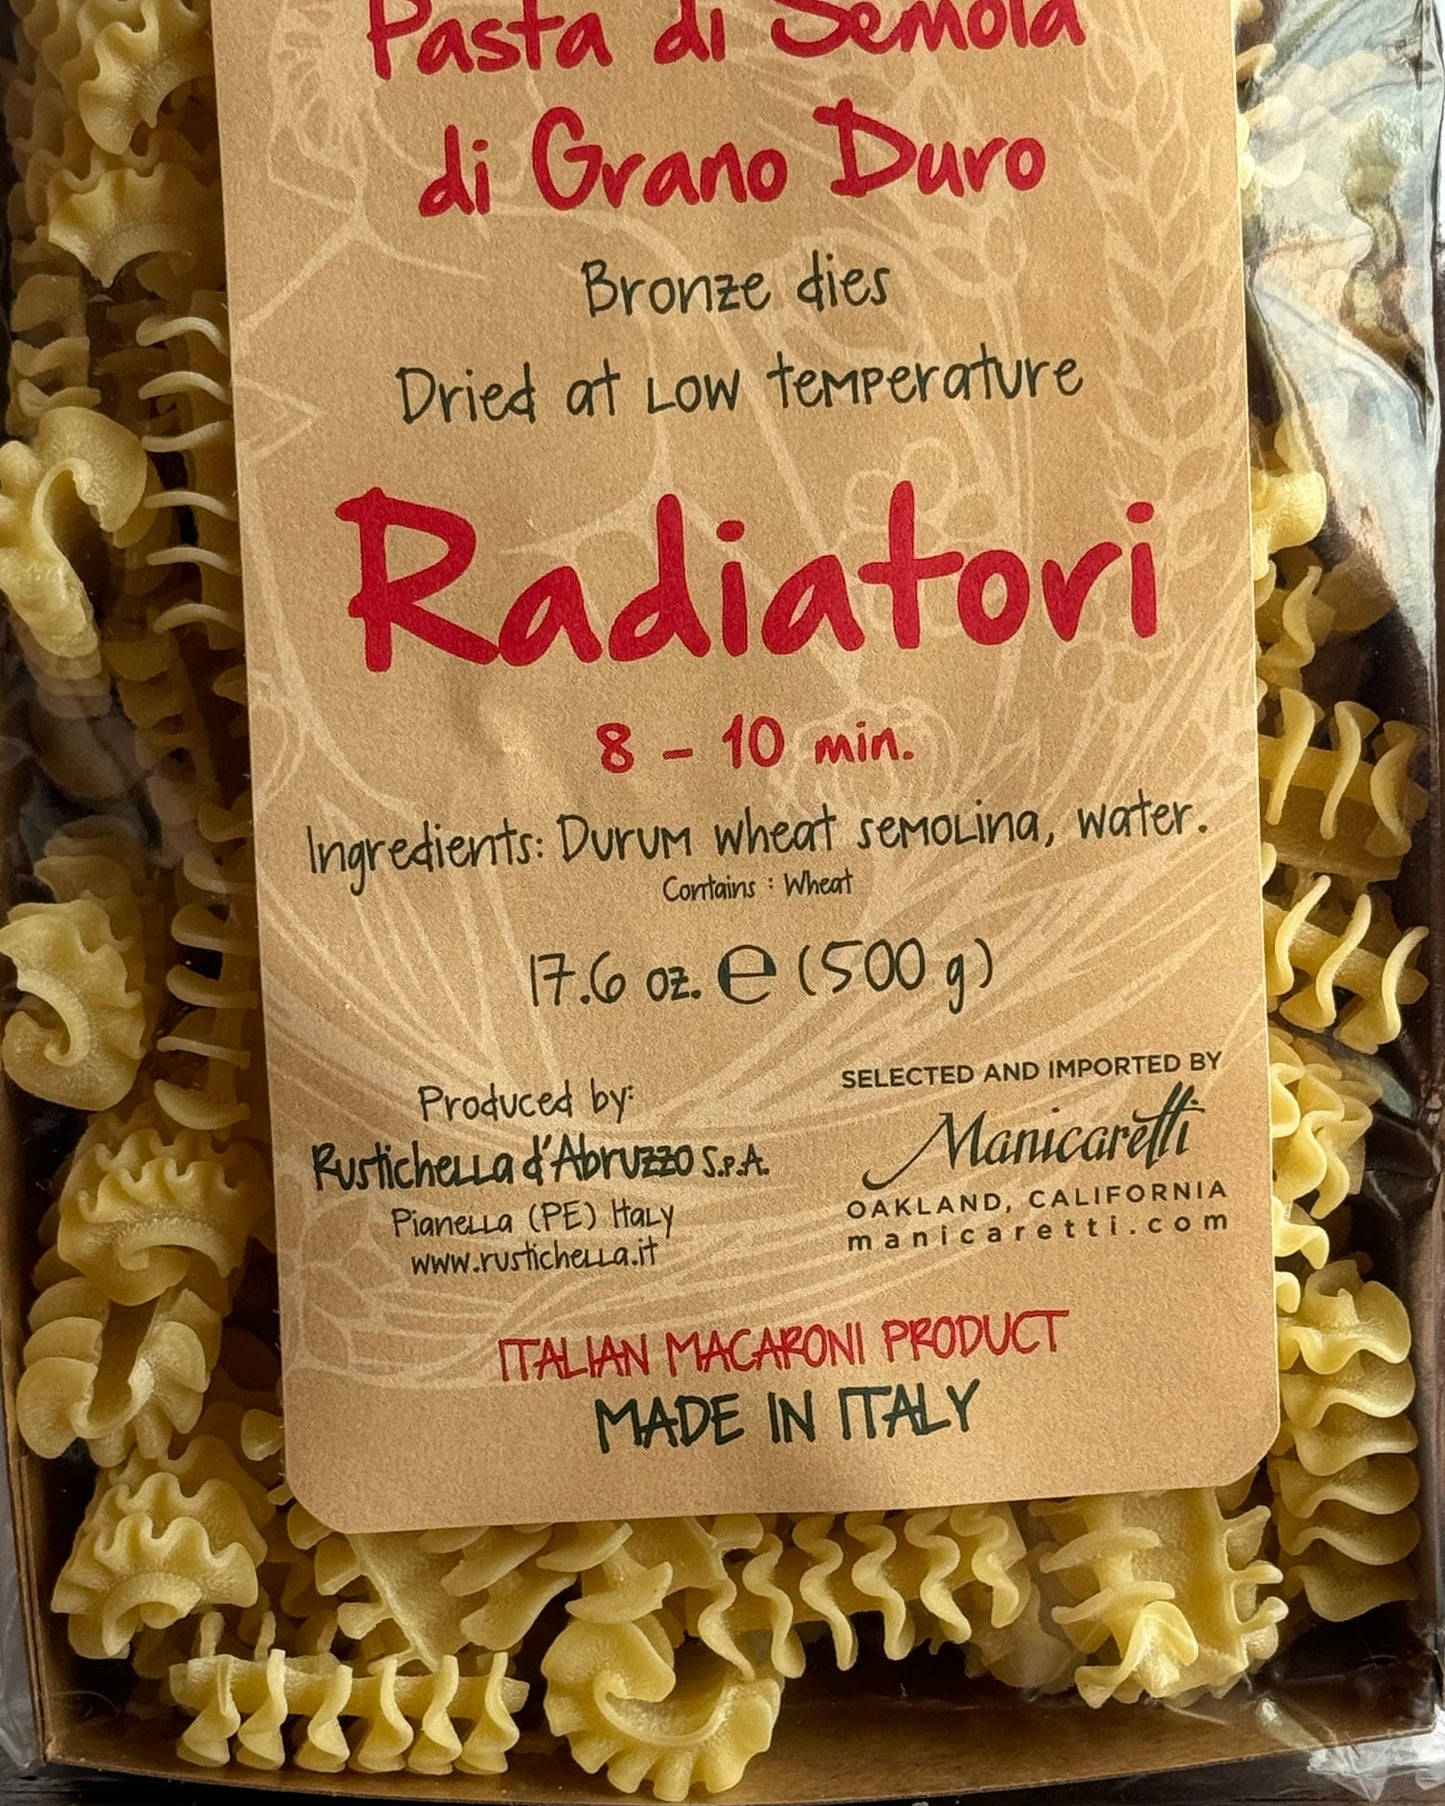 Pasta di Semola
di Grano Duro
Bronze dies
Dried at Low temperature
Radiatori
8 - 10 min.
Ingredients: Durum wheat semolina, water.
Contains : Wheat
17.6 oz. ℮ (500 g)
Produced by:
Rustichella d'Abruzzo S.p.A.
Pianella (PE) Italy
www.rustichella.it
SELECTED AND IMPORTED BY
Manicaretti
OAKLAND, CALIFORNIA
manicaretti.com
ITALIAN MACARONI PRODUCT
MADE IN ITALY